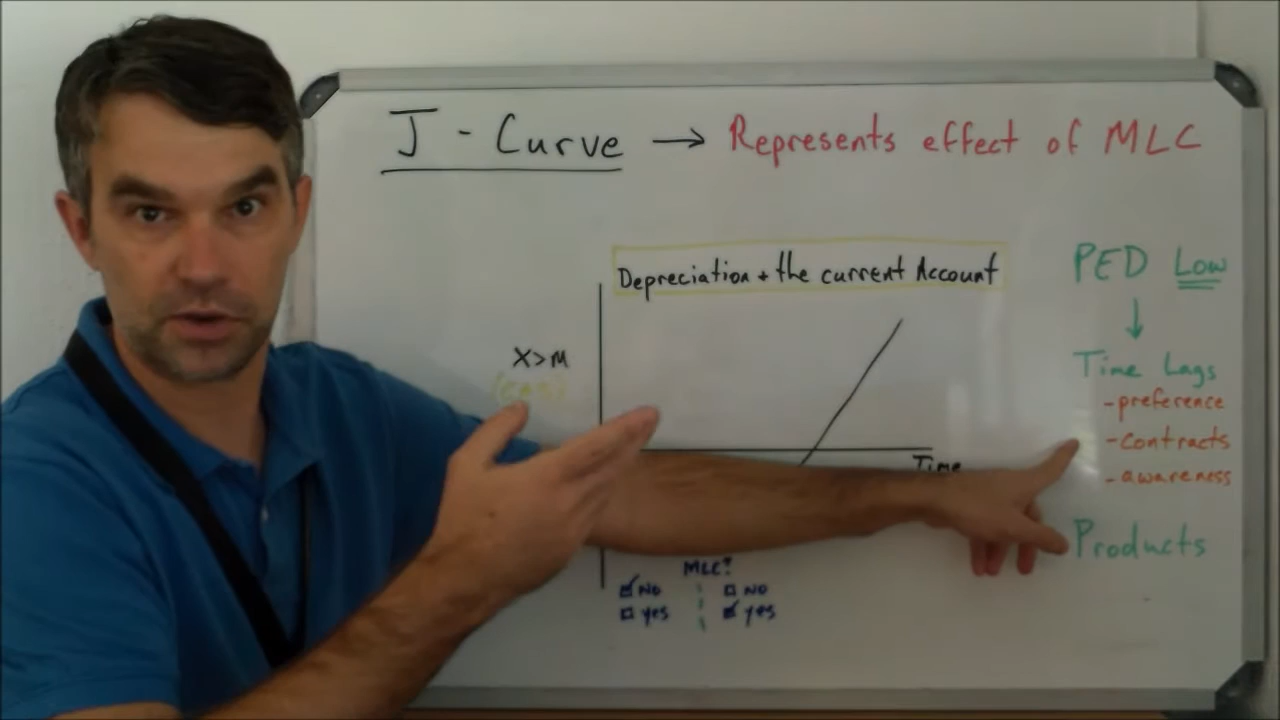 J - Curve → Represents effect of MLC
Depreciation + the current Account
X>M
Time
MLC?
NO
yes
NO
yes
PED Low
Time Lags
- preference
- contracts
- awareness
Products